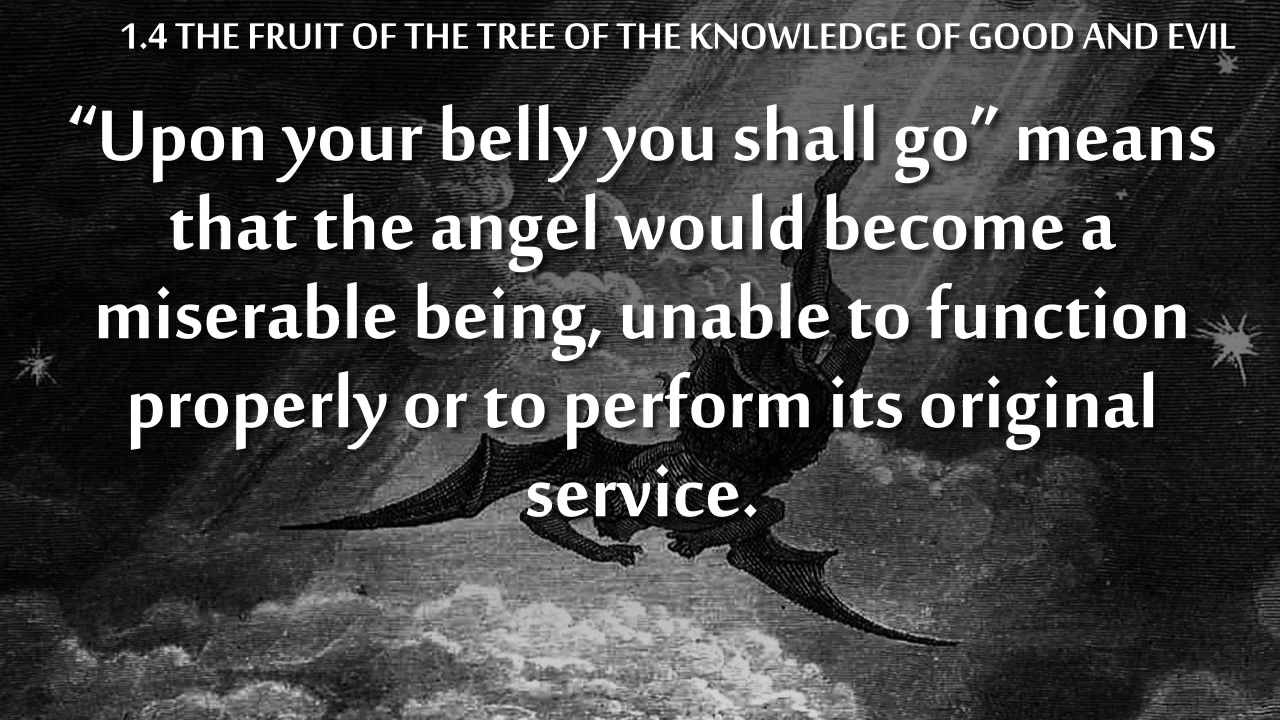 1.4 THE FRUIT OF THE TREE OF THE KNOWLEDGE OF GOOD AND EVIL
“Upon your belly you shall go” means
that the angel would become a
miserable being, unable to function
properly or to perform its original
service.